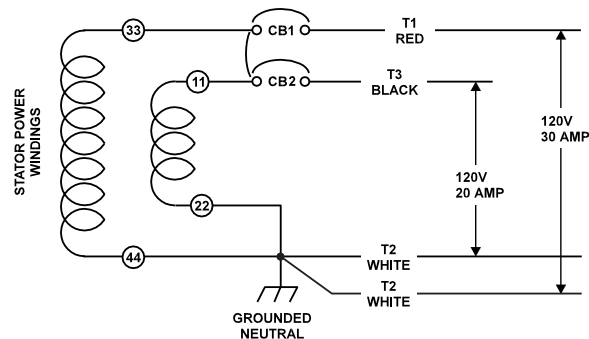 33
CB1
T1
RED
11
CB2
T3
BLACK
STATOR POWER
WINDINGS
120V
30 AMP
120V
20 AMP
22
44
T2
WHITE
T2
WHITE
GROUNDED
NEUTRAL